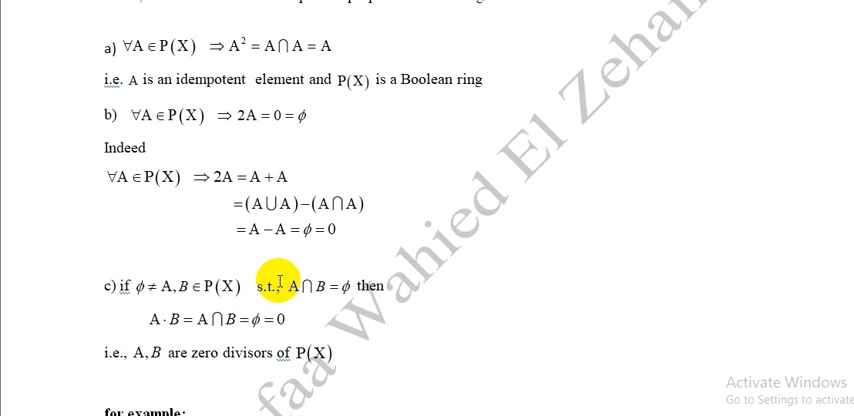 a) ∀A ∈ P(X) ⇒ A² = A ⋂ A = A
i.e. A is an idempotent element and P(X) is a Boolean ring
b) ∀A ∈ P(X) ⇒ 2A = 0 = ϕ
Indeed
∀A ∈ P(X) ⇒ 2A = A + A
=(A⋃A)−(A⋂A)
= A − A = ϕ = 0
c) if ϕ ≠ A, B ∈ P(X) s.t., A⋂B = ϕ then
A · B = A⋂B = ϕ = 0
i.e., A, B are zero divisors of P(X)
for example:
faa Wahied El Zehan
Activate Windows
Go to Settings to activate